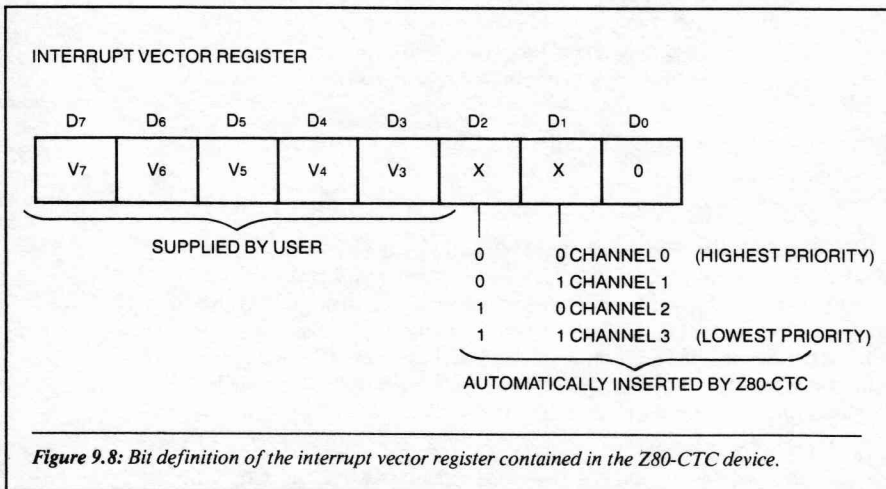 INTERRUPT VECTOR REGISTER
D7 D6 D5 D4 D3 D2 D1 D0
V7 V6 V5 V4 V3 X X 0
SUPPLIED BY USER
0 0 CHANNEL 0 (HIGHEST PRIORITY)
0 1 CHANNEL 1
1 0 CHANNEL 2
1 1 CHANNEL 3 (LOWEST PRIORITY)
AUTOMATICALLY INSERTED BY Z80-CTC
Figure 9.8: Bit definition of the interrupt vector register contained in the Z80-CTC device.